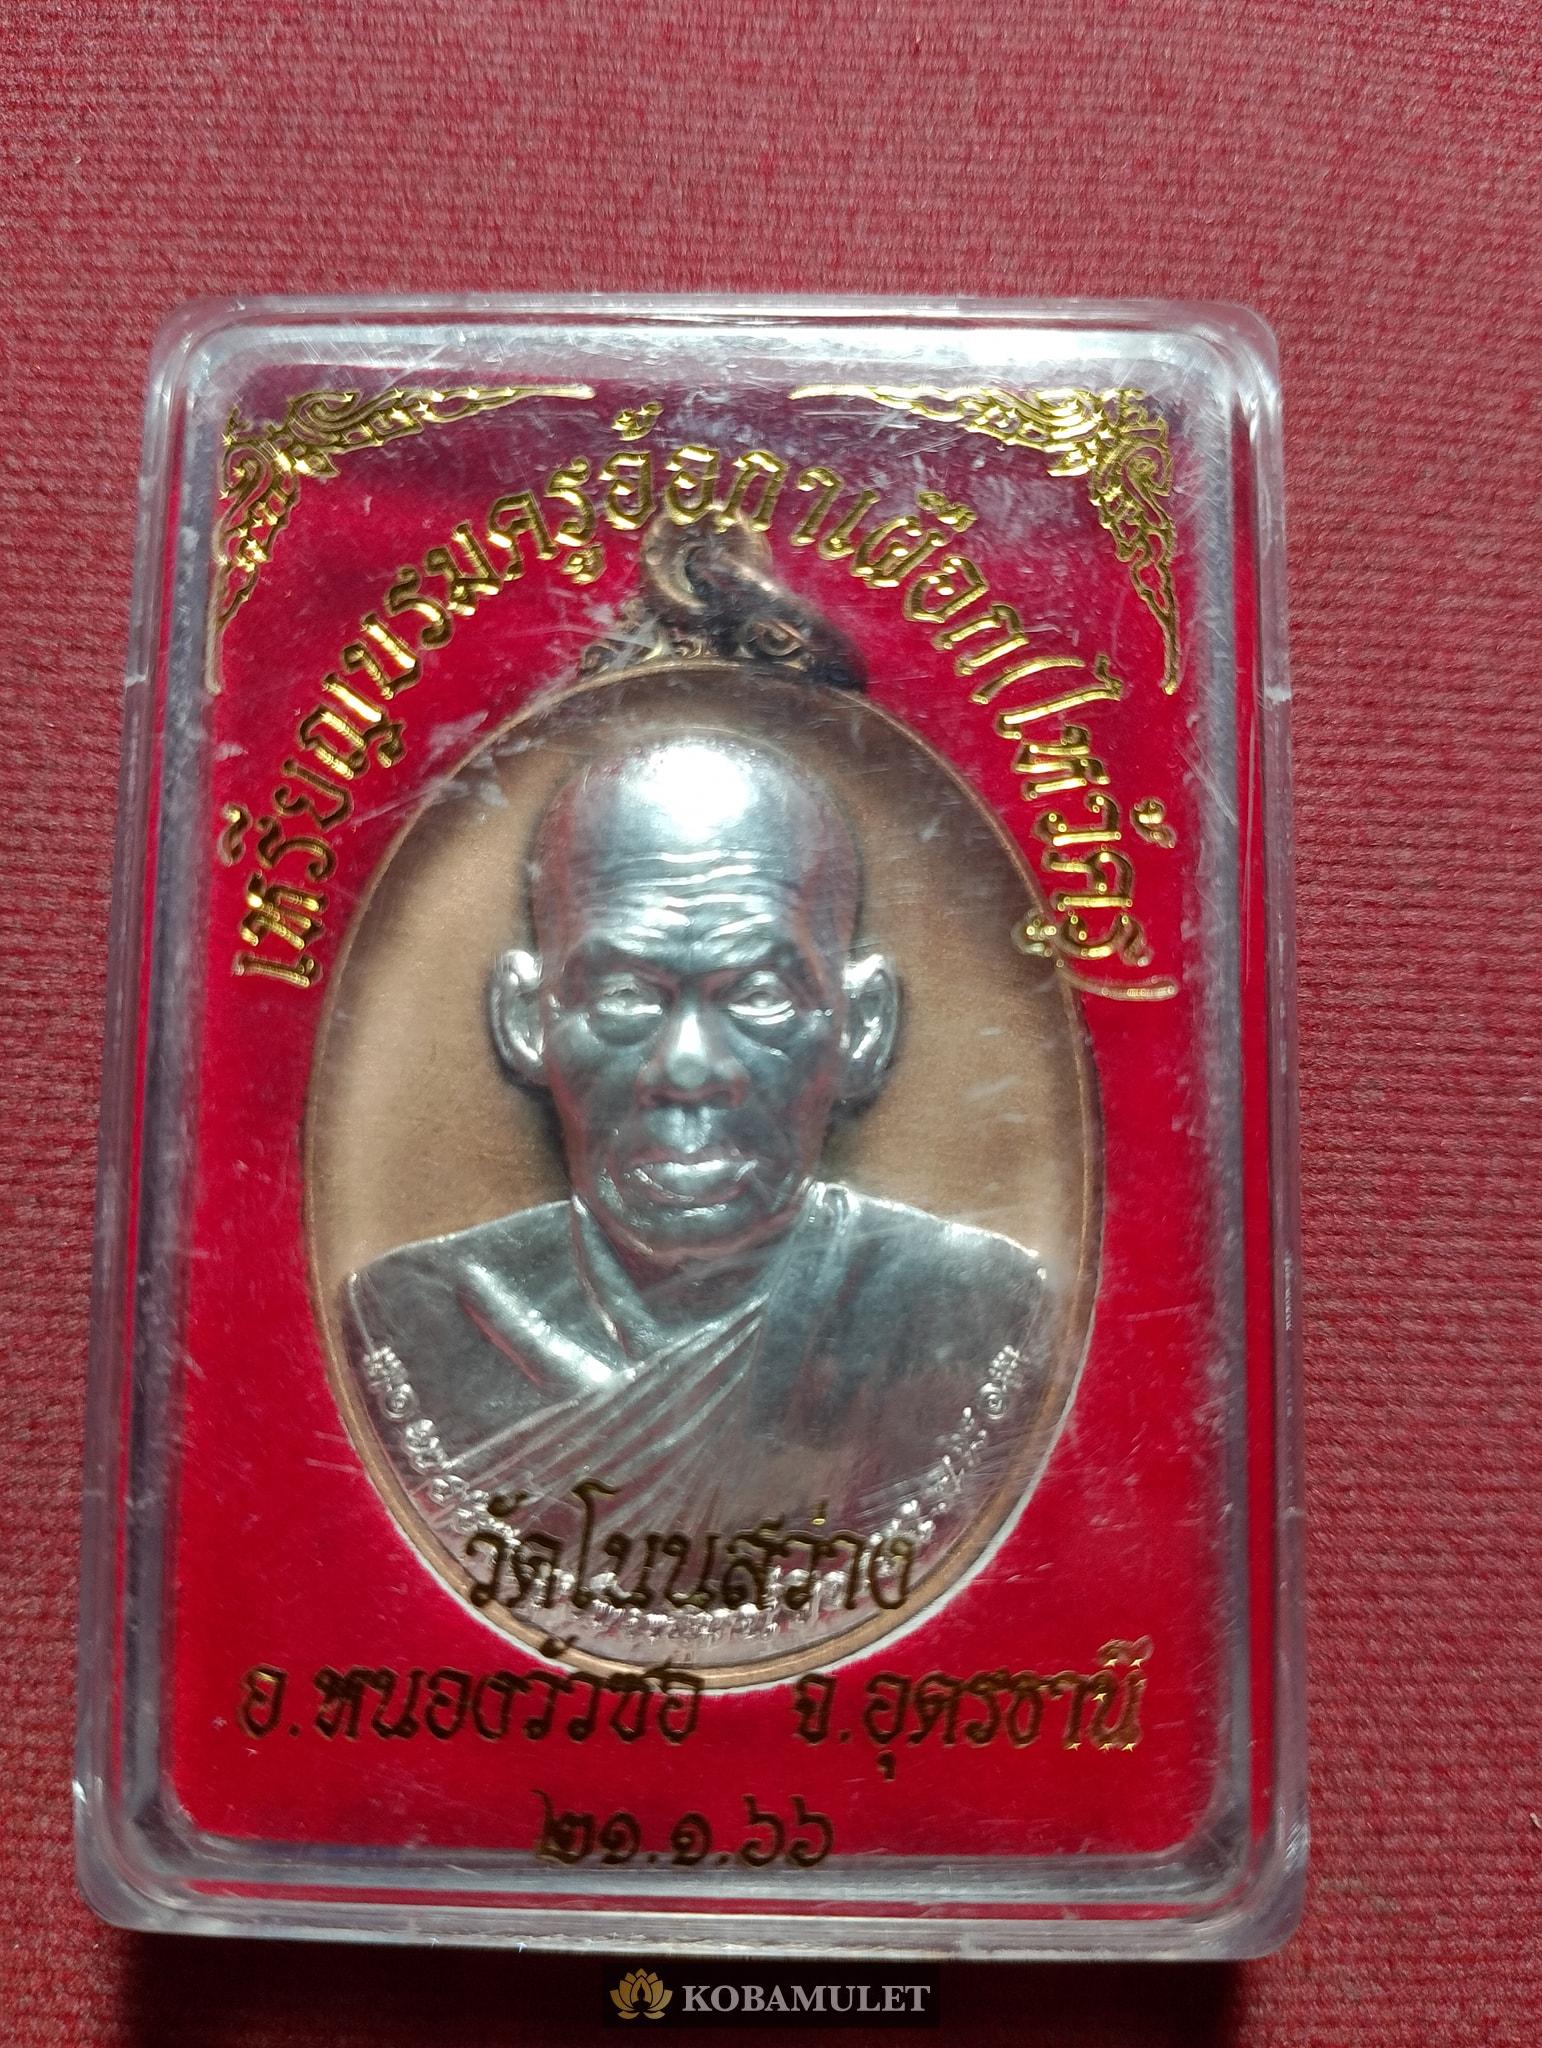 เหรียญบรมครูอ้อกาเผือก(ไหว้ครู)
วัดโนนสว่าง
อ.หนองวัวซอ จ.อุดรธานี
๒๑.๑.๖๖
KOBAMULET